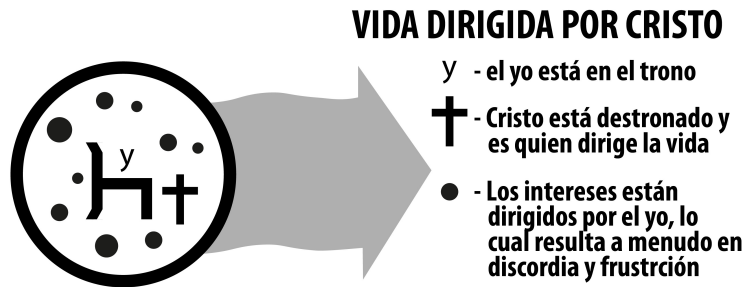 VIDA DIRIGIDA POR CRISTO
y - el yo está en el trono
- Cristo está destronado y
es quien dirige la vida
- Los intereses están
dirigidos por el yo, lo
cual resulta a menudo en
discordia y frustrción
y